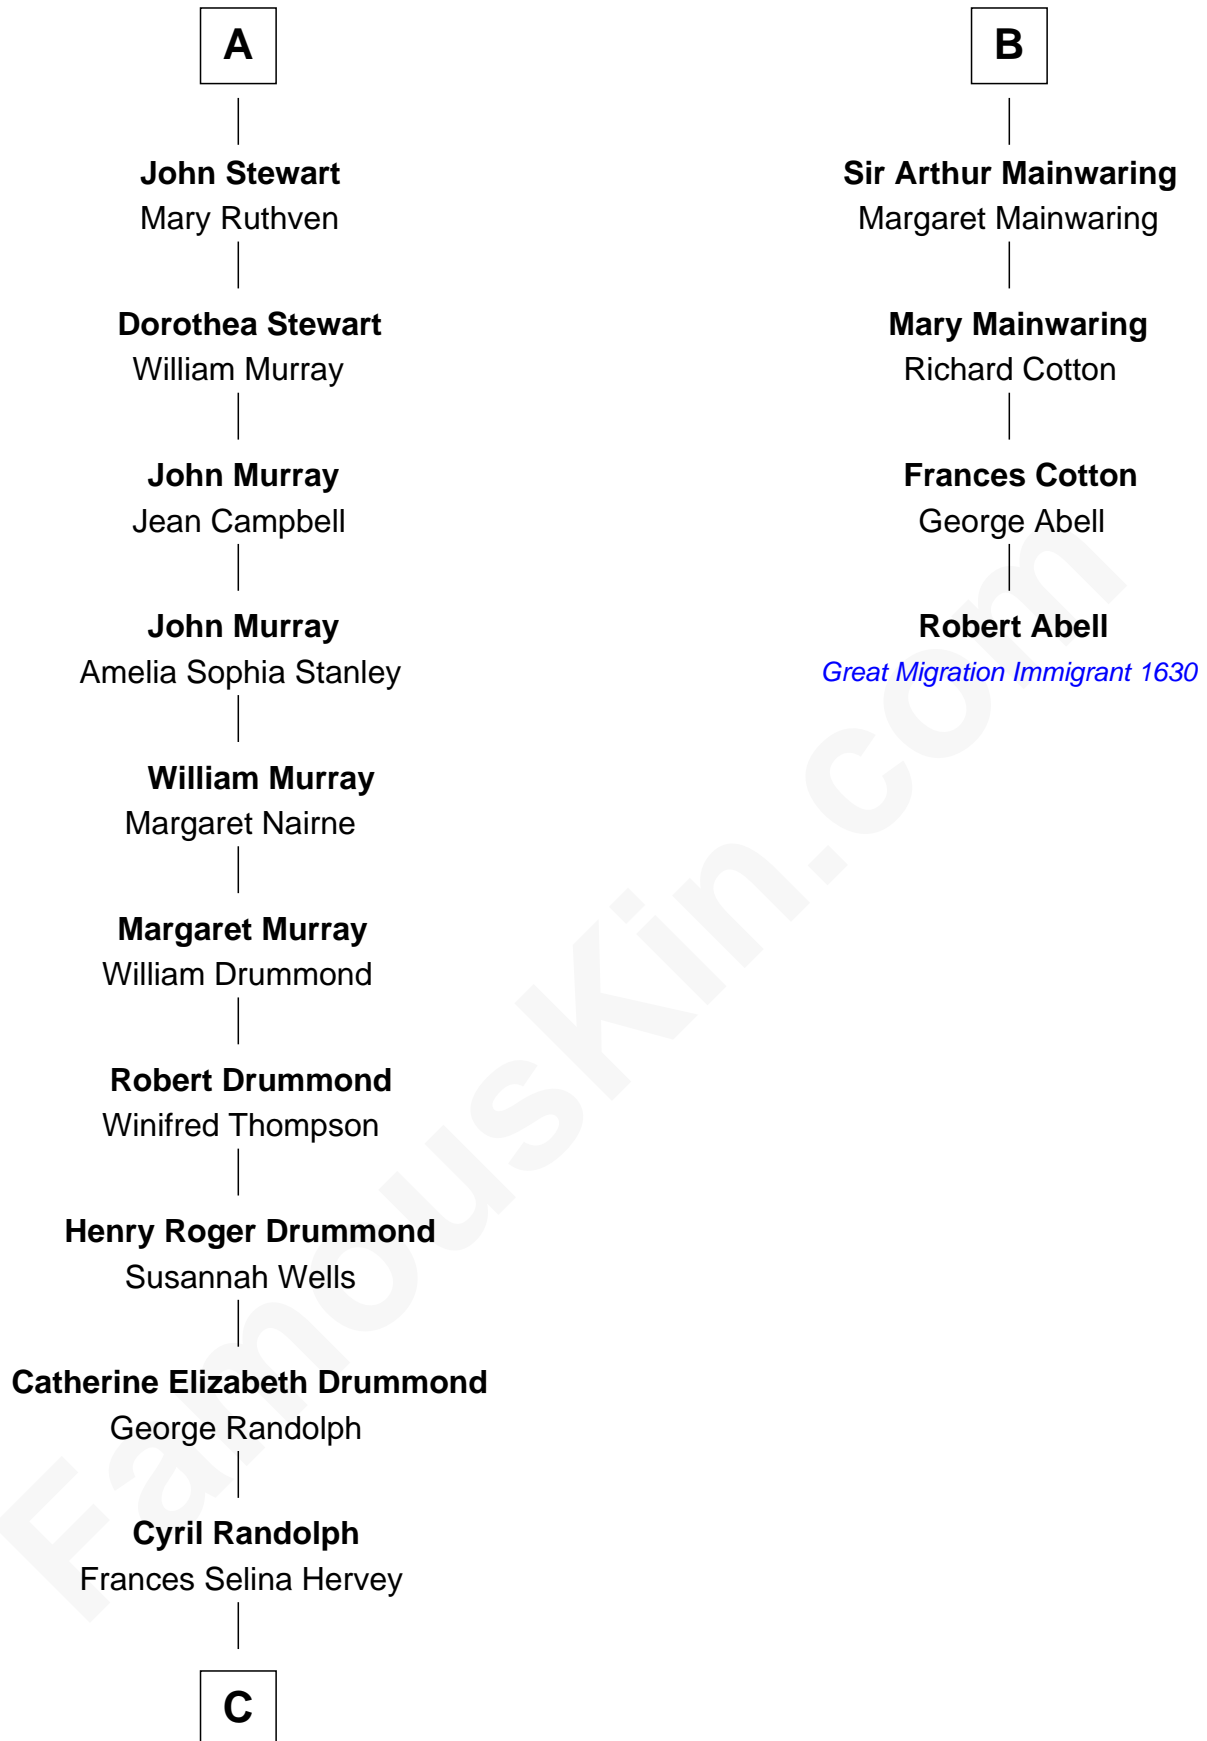 A
John Stewart
Mary Ruthven
Dorothea Stewart
William Murray
John Murray
Jean Campbell
John Murray
Amelia Sophia Stanley
William Murray
Margaret Nairne
Margaret Murray
William Drummond
Robert Drummond
Winifred Thompson
Henry Roger Drummond
Susannah Wells
Catherine Elizabeth Drummond
George Randolph
Cyril Randolph
Frances Selina Hervey
C
B
Sir Arthur Mainwaring
Margaret Mainwaring
Mary Mainwaring
Richard Cotton
Frances Cotton
George Abell
Robert Abell
Great Migration Immigrant 1630
FamousKin.com